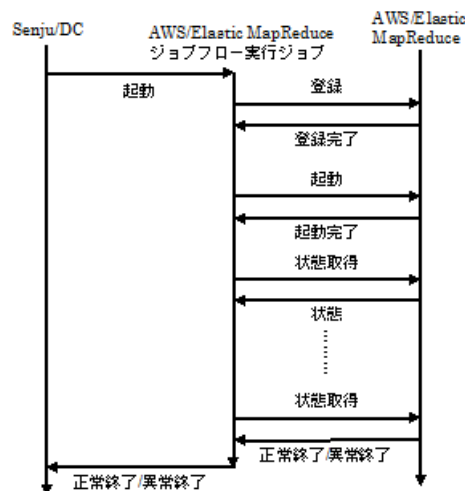 Senju/DC
AWS/Elastic MapReduce
ジョブフロー実行ジョブ
AWS/Elastic
MapReduce
起動
登録
登録完了
起動
起動完了
状態取得
状態
状態取得
正常終了/異常終了
正常終了/異常終了